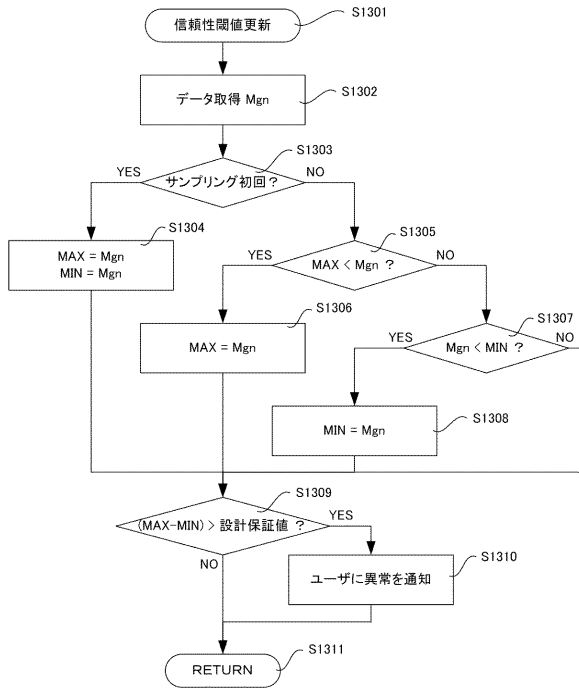 信頼性閾値更新
S1301
データ取得 Mgn
S1302
サンプリング初回？
S1303
YES
NO
MAX = Mgn
MIN = Mgn
S1304
MAX < Mgn ？
S1305
YES
NO
MAX = Mgn
S1306
Mgn < MIN ？
S1307
YES
NO
MIN = Mgn
S1308
(MAX-MIN) > 設計保証値 ？
S1309
YES
NO
ユーザに異常を通知
S1310
RETURN
S1311